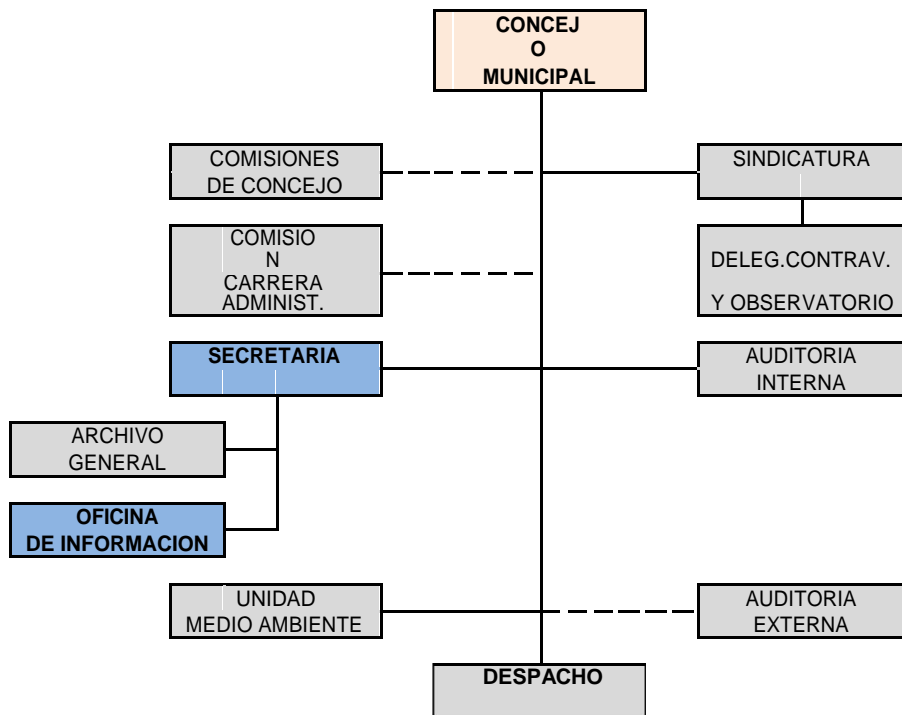 CONCEJ
O
MUNICIPAL
COMISIONES
DE CONCEJO
SINDICATURA
COMISIO
N
CARRERA
ADMINIST.
DELEG.CONTRAV.
Y OBSERVATORIO
SECRETARIA
AUDITORIA
INTERNA
ARCHIVO
GENERAL
OFICINA
DE INFORMACION
UNIDAD
MEDIO AMBIENTE
AUDITORIA
EXTERNA
DESPACHO